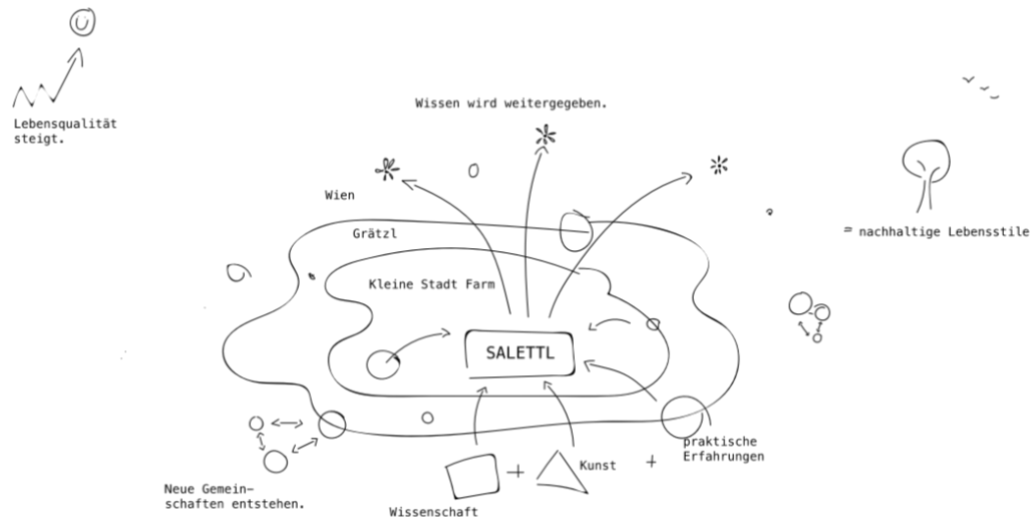 Lebensqualität
steigt.
Wissen wird weitergegeben.
Wien
Grätzl
= nachhaltige Lebensstile
Kleine Stadt Farm
SALETTL
praktische
Erfahrungen
+
Kunst
+
Neue Gemein-
schaften entstehen.
Wissenschaft